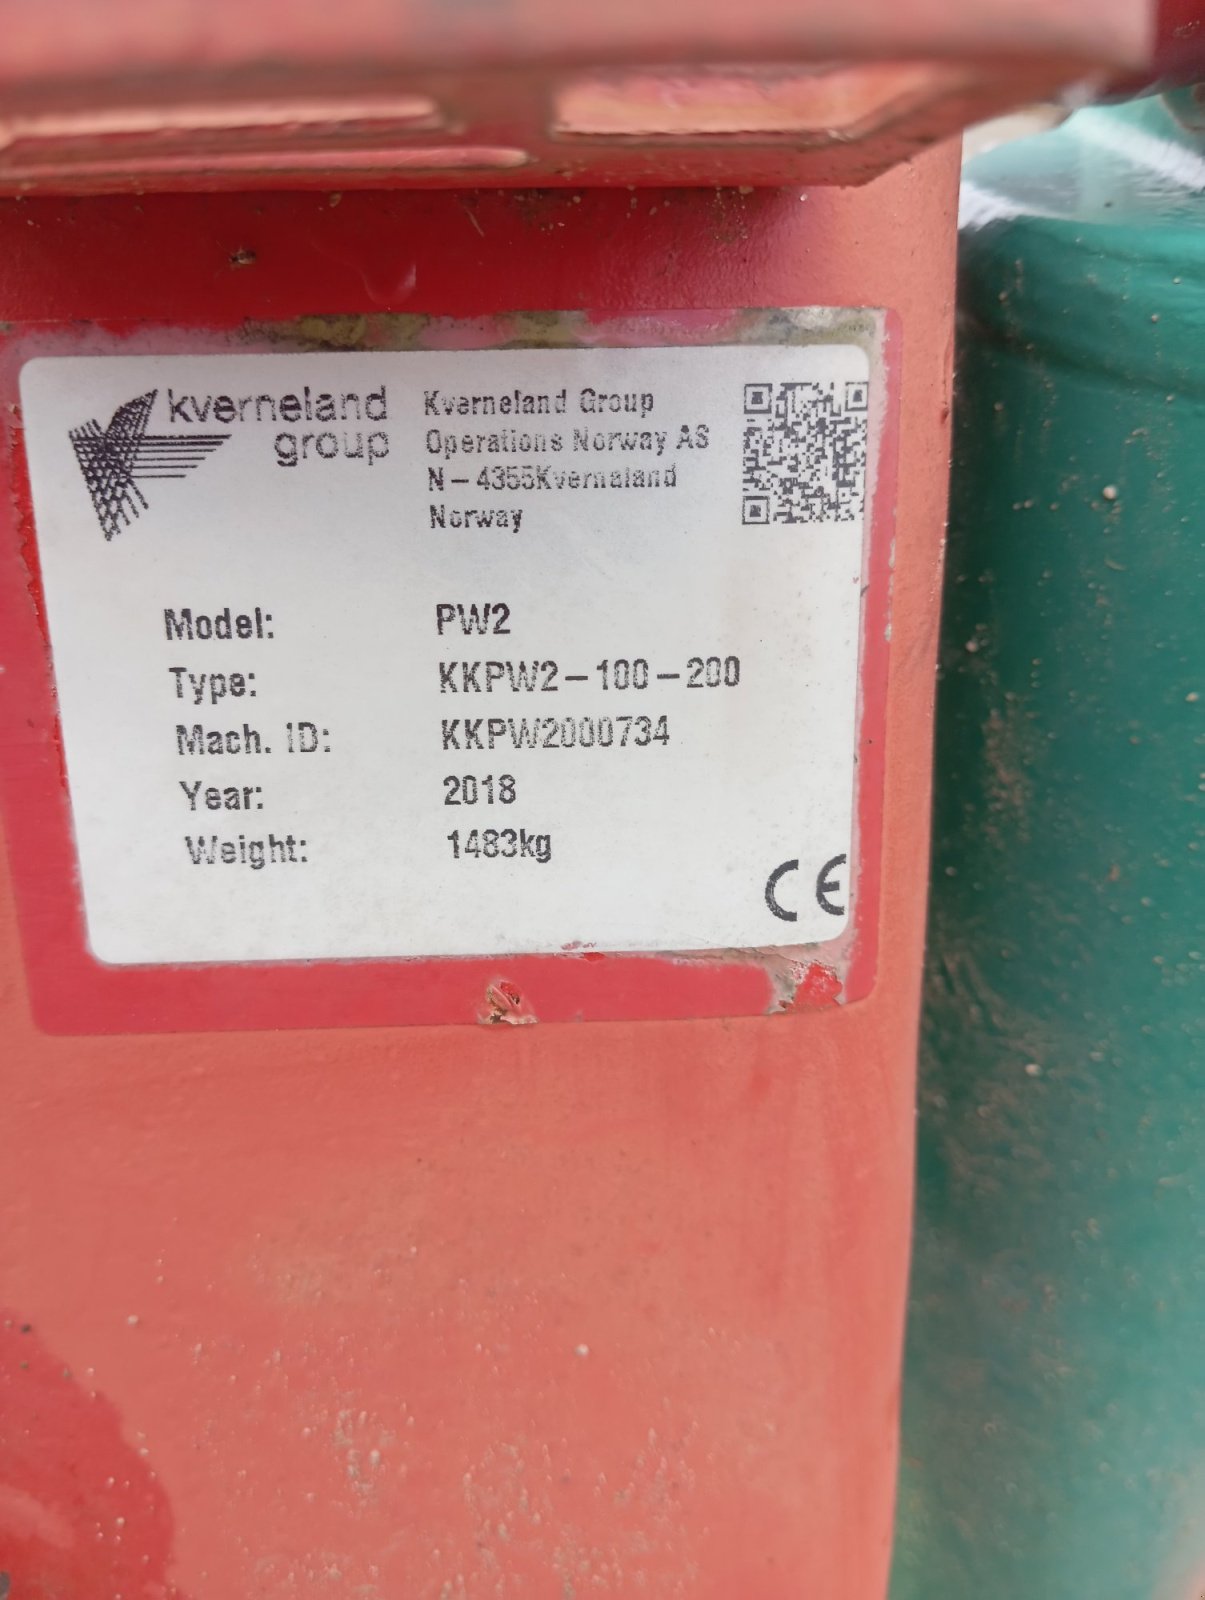 kverneland
group
Kverneland Group
Operations Norway AS
N – 4355Kvernaland
Norway
Model: PW2
Type: KKPW2–100–200
Mach. ID: KKPW2000734
Year: 2018
Weight: 1483kg
CE